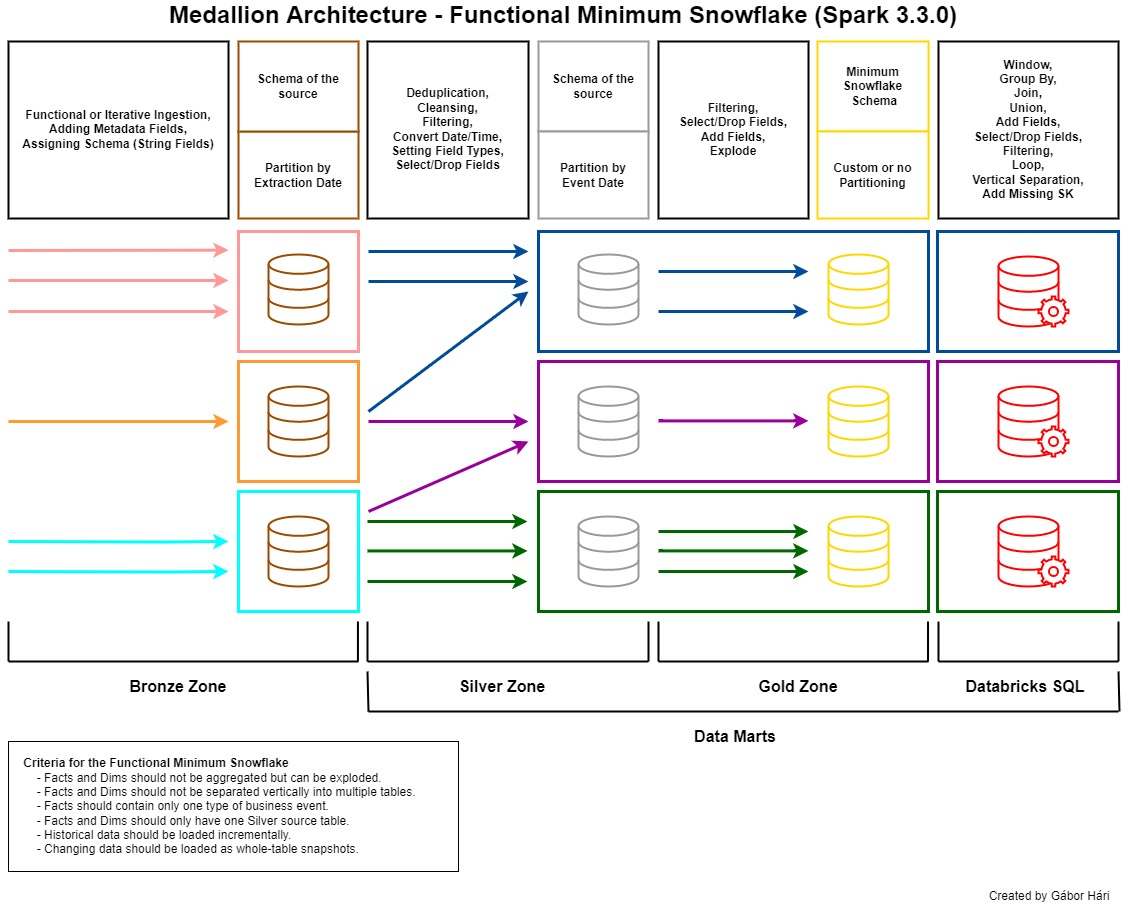 Medallion Architecture - Functional Minimum Snowflake (Spark 3.3.0)
Functional or Iterative Ingestion,
Adding Metadata Fields,
Assigning Schema (String Fields)
Schema of the
source
Partition by
Extraction Date
Deduplication,
Cleansing,
Filtering,
Convert Date/Time,
Setting Field Types,
Select/Drop Fields
Schema of the
source
Partition by
Event Date
Filtering,
Select/Drop Fields,
Add Fields,
Explode
Minimum
Snowflake
Schema
Custom or no
Partitioning
Window,
Group By,
Join,
Union,
Add Fields,
Select/Drop Fields,
Filtering,
Loop,
Vertical Separation,
Add Missing SK
Bronze Zone
Silver Zone
Gold Zone
Databricks SQL
Data Marts
Criteria for the Functional Minimum Snowflake
- Facts and Dims should not be aggregated but can be exploded.
- Facts and Dims should not be separated vertically into multiple tables.
- Facts should contain only one type of business event.
- Facts and Dims should only have one Silver source table.
- Historical data should be loaded incrementally.
- Changing data should be loaded as whole-table snapshots.
Created by Gábor Hári